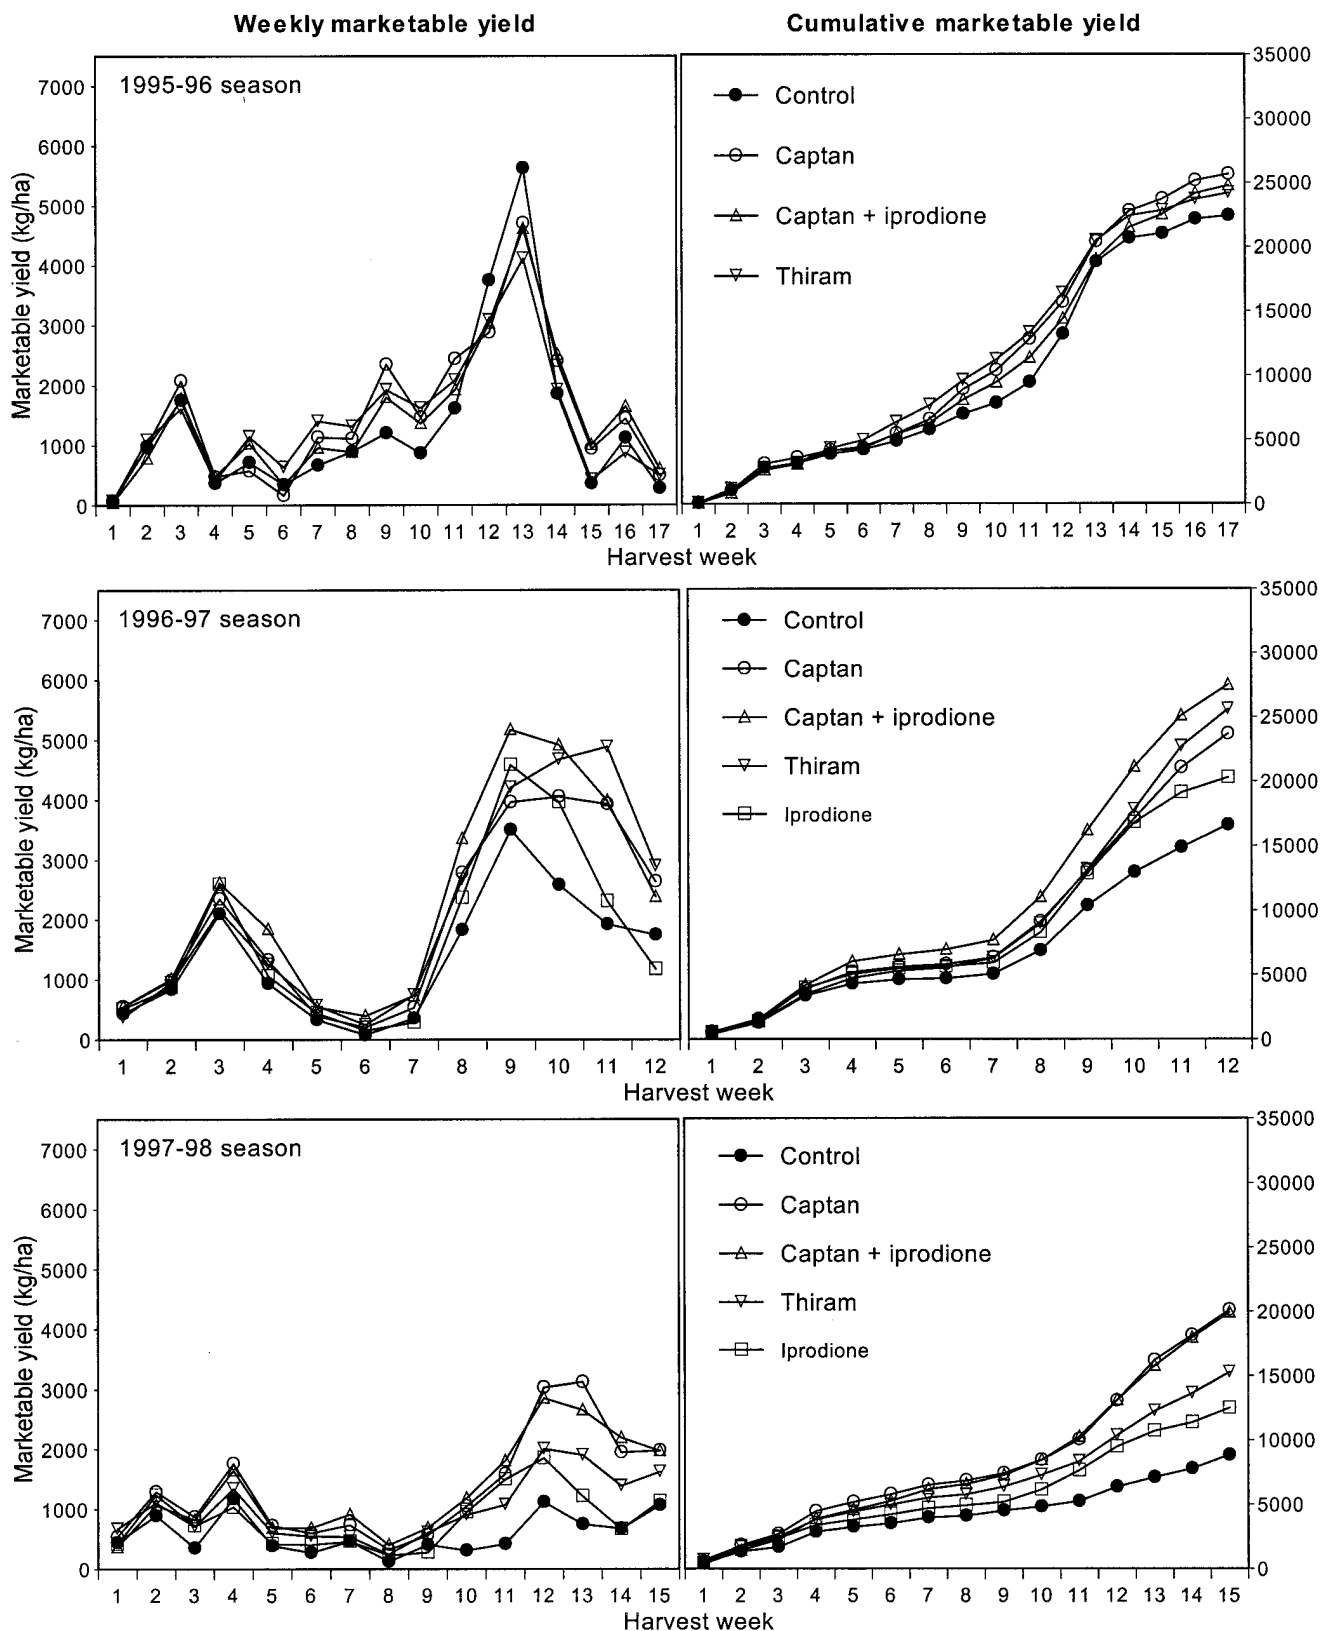 Weekly marketable yield
Cumulative marketable yield
1995-96 season
Marketable yield (kg/ha)
7000
6000
5000
4000
3000
2000
1000
0
1 2 3 4 5 6 7 8 9 10 11 12 13 14 15 16 17
Control
Captan
Captan + iprodione
Thiram
35000
30000
25000
20000
15000
10000
5000
0
1 2 3 4 5 6 7 8 9 10 11 12 13 14 15 16 17
Harvest week
1996-97 season
Marketable yield (kg/ha)
7000
6000
5000
4000
3000
2000
1000
0
1 2 3 4 5 6 7 8 9 10 11 12
Control
Captan
Captan + iprodione
Thiram
Iprodione
35000
30000
25000
20000
15000
10000
5000
0
1 2 3 4 5 6 7 8 9 10 11 12
Harvest week
1997-98 season
Marketable yield (kg/ha)
7000
6000
5000
4000
3000
2000
1000
0
1 2 3 4 5 6 7 8 9 10 11 12 13 14 15
Control
Captan
Captan + iprodione
Thiram
Iprodione
35000
30000
25000
20000
15000
10000
5000
0
1 2 3 4 5 6 7 8 9 10 11 12 13 14 15
Harvest week